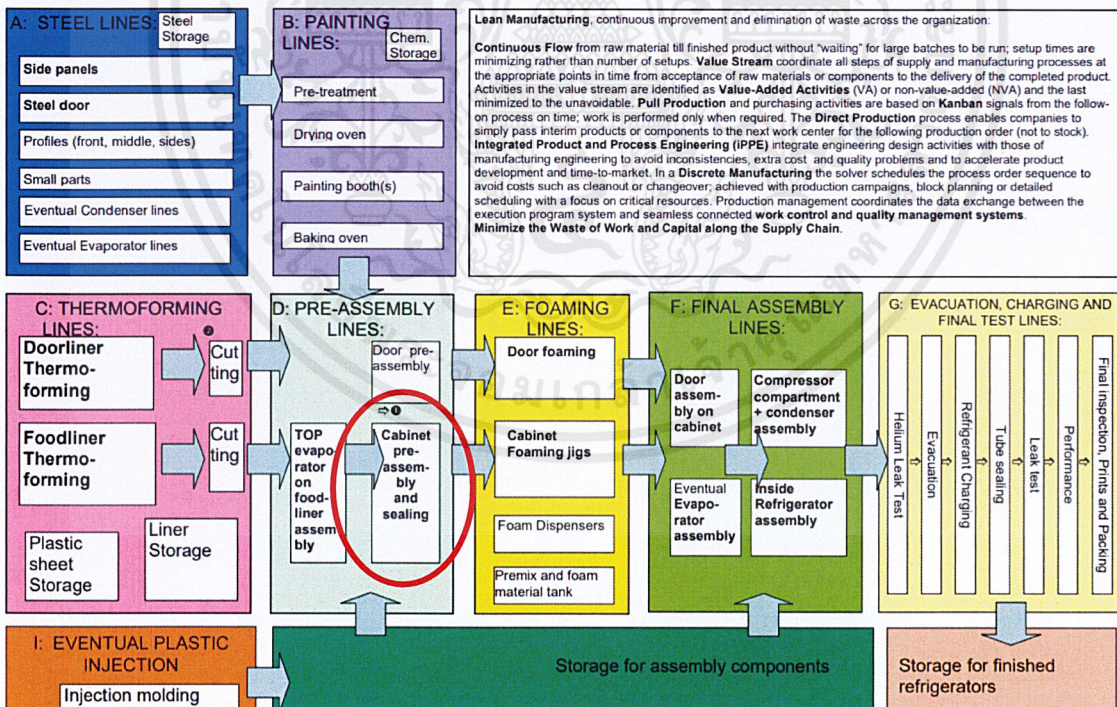 A: STEEL LINES:
Steel
Storage
Side panels
Steel door
Profiles (front, middle, sides)
Small parts
Eventual Condenser lines
Eventual Evaporator lines
B: PAINTING
LINES:
Chem.
Storage
Pre-treatment
Drying oven
Painting booth(s)
Baking oven
Lean Manufacturing, continuous improvement and elimination of waste across the organization:
Continuous Flow from raw material till finished product without "waiting" for large batches to be run; setup times are
minimizing rather than number of setups. Value Stream coordinate all steps of supply and manufacturing processes at
the appropriate points in time from acceptance of raw materials or components to the delivery of the completed product.
Activities in the value stream are identified as Value-Added Activities (VA) or non-value-added (NVA) and the last
minimized to the unavoidable. Pull Production and purchasing activities are based on Kanban signals from the follow-
on process on time; work is performed only when required. The Direct Production process enables companies to
simply pass interim products or components to the next work center for the following production order (not to stock).
Integrated Product and Process Engineering (iPPE) integrate engineering design activities with those of
manufacturing engineering to avoid inconsistencies, extra cost and quality problems and to accelerate product
development and time-to-market. In a Discrete Manufacturing the solver schedules the process order sequence to
avoid costs such as cleanout or changeover; achieved with production campaigns, block planning or detailed
scheduling with a focus on critical resources. Production management coordinates the data exchange between the
execution program system and seamless connected work control and quality management systems.
Minimize the Waste of Work and Capital along the Supply Chain.
C: THERMOFORMING
LINES:
❷
Doorliner
Thermo-
forming
Cut
ting
Foodliner
Thermo-
forming
Cut
ting
Plastic
sheet
Storage
Liner
Storage
D: PRE-ASSEMBLY
LINES:
Door pre-
assembly
⇨❶
TOP
evapo
rator
on
food-
liner
assem
bly
Cabinet
pre-
assem-
bly
and
sealing
E: FOAMING
LINES:
Door foaming
Cabinet
Foaming jigs
Foam Dispensers
Premix and foam
material tank
F: FINAL ASSEMBLY
LINES:
Door
assem-
bly on
cabinet
Compressor
compartment
+ condenser
assembly
Eventual
Evapo-
rator
assembly
Inside
Refrigerator
assembly
G: EVACUATION, CHARGING AND
FINAL TEST LINES:
Helium Leak Test
⇨
Evacuation
⇨
Refrigerant Charging
⇨
Tube sealing
⇨
Leak test
⇨
Performance
⇨
Final inspection, Prints and Packing
I: EVENTUAL PLASTIC
INJECTION
Injection molding
Storage for assembly components
Storage for finished
refrigerators